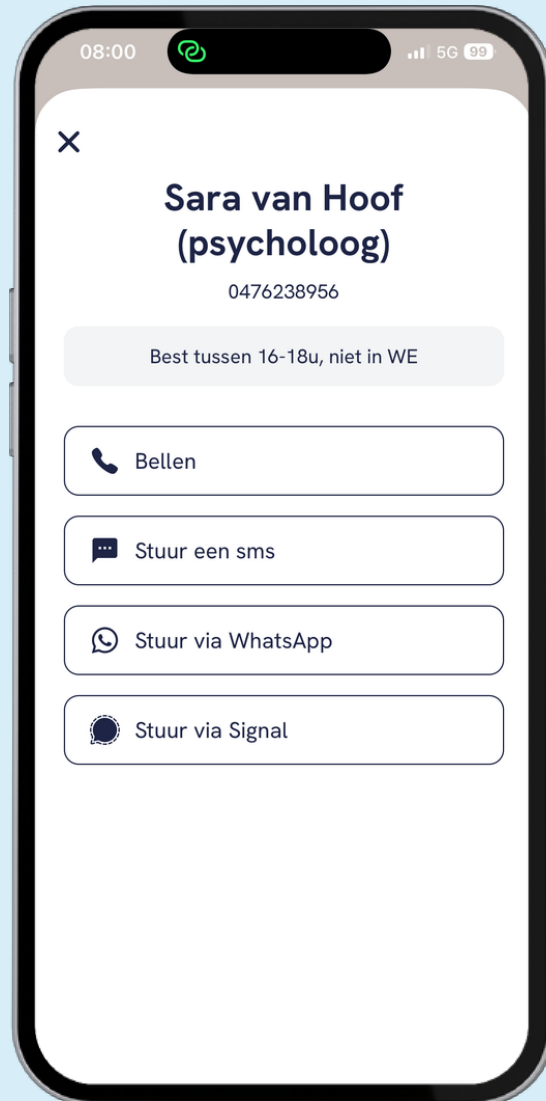 08:00 5G 99
Sara van Hoof
(psycholoog)
0476238956
Best tussen 16-18u, niet in WE
Bellen
Stuur een sms
Stuur via WhatsApp
Stuur via Signal